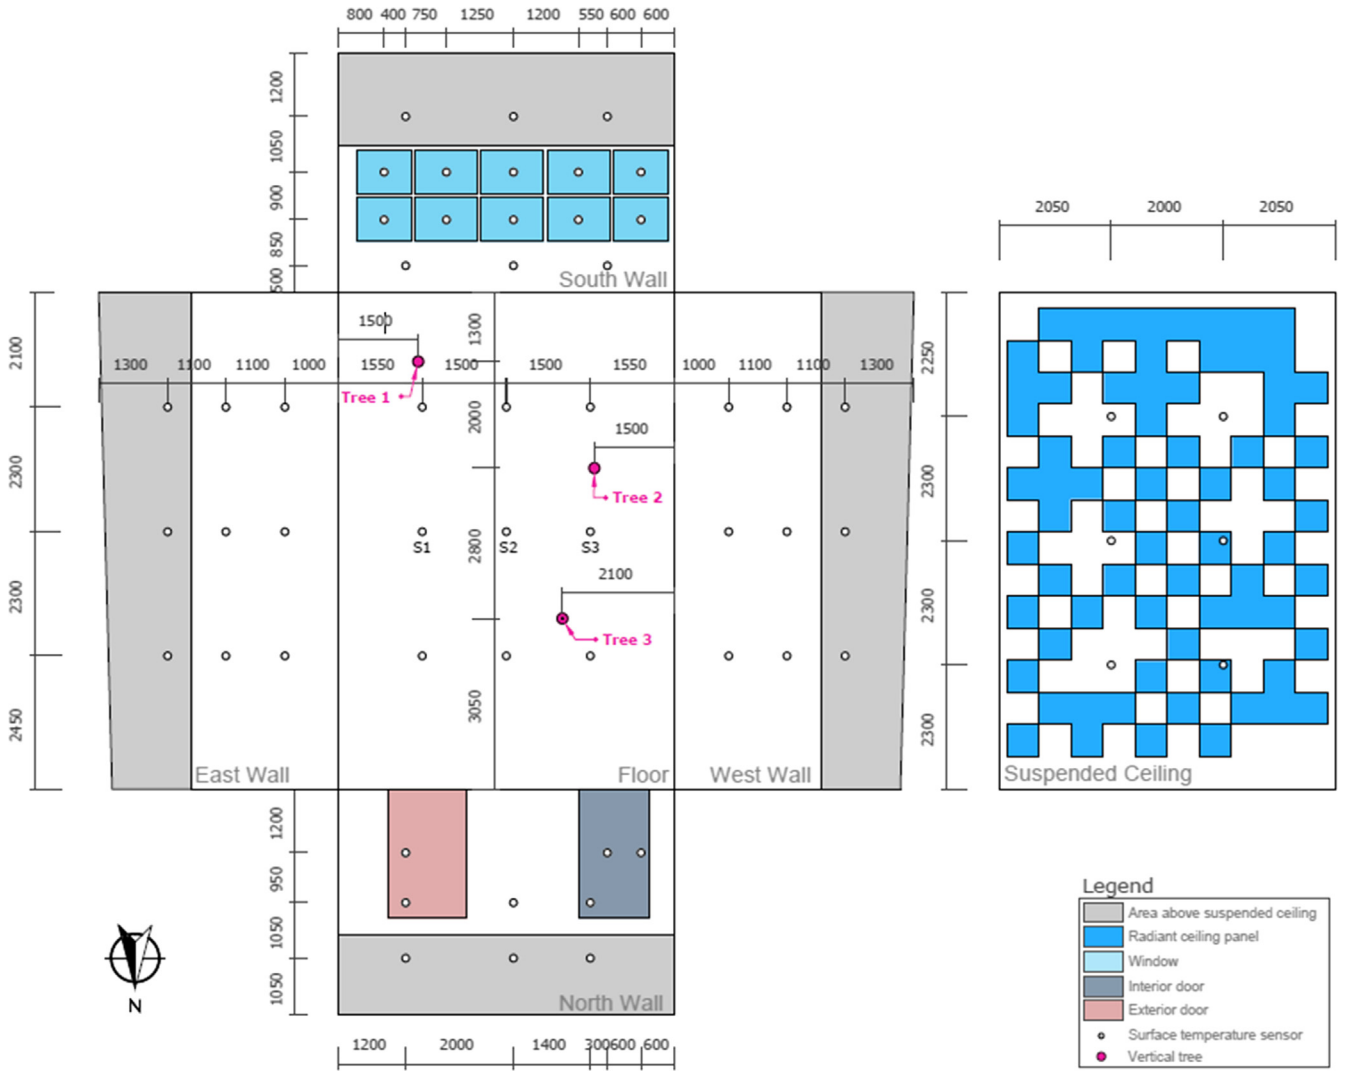 800 400 750 1250 1200 550 600 600
1200
1050
900
850
500
South Wall
2050 2000 2050
2100
2300
2300
2450
1300 1100 1100 1000
1500
1550 1500
Tree 1
1300
2000
2800
3050
1500 1550
1500
Tree 2
S1 S2 S3
2100
Tree 3
1000 1100 1100 1300
1250
2300
2300
2300
East Wall
Floor
West Wall
Suspended Ceiling
1200
950
1050
1050
North Wall
N
1200 2000 1400 300 600 600
Legend
Area above suspended ceiling
Radiant ceiling panel
Window
Interior door
Exterior door
Surface temperature sensor
Vertical tree